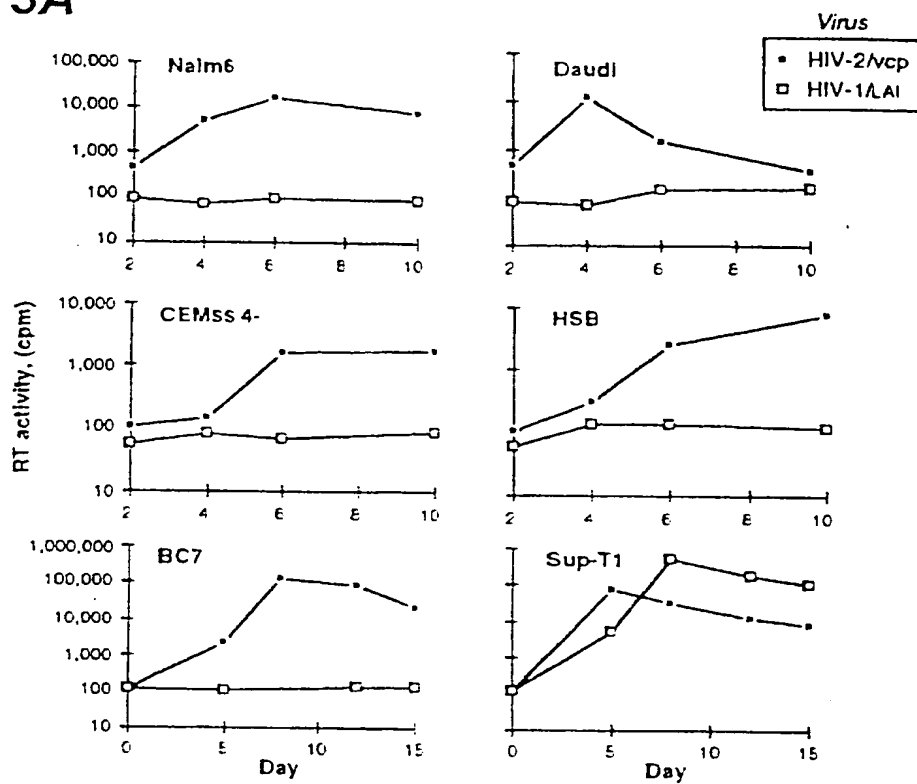 3A
Virus
HIV-2/vcp
HIV-1/LAI
Nalm6
100,000
10,000
1,000
100
10
2 4 6 8 10
Daudi
2 4 6 8 10
RT activity, (cpm)
CEMss 4-
10,000
1,000
100
10
2 4 6 8 10
HSB
2 4 6 8 10
BC7
1,000,000
100,000
10,000
1,000
100
10
0 5 10 15
Day
Sup-T1
0 5 10 15
Day